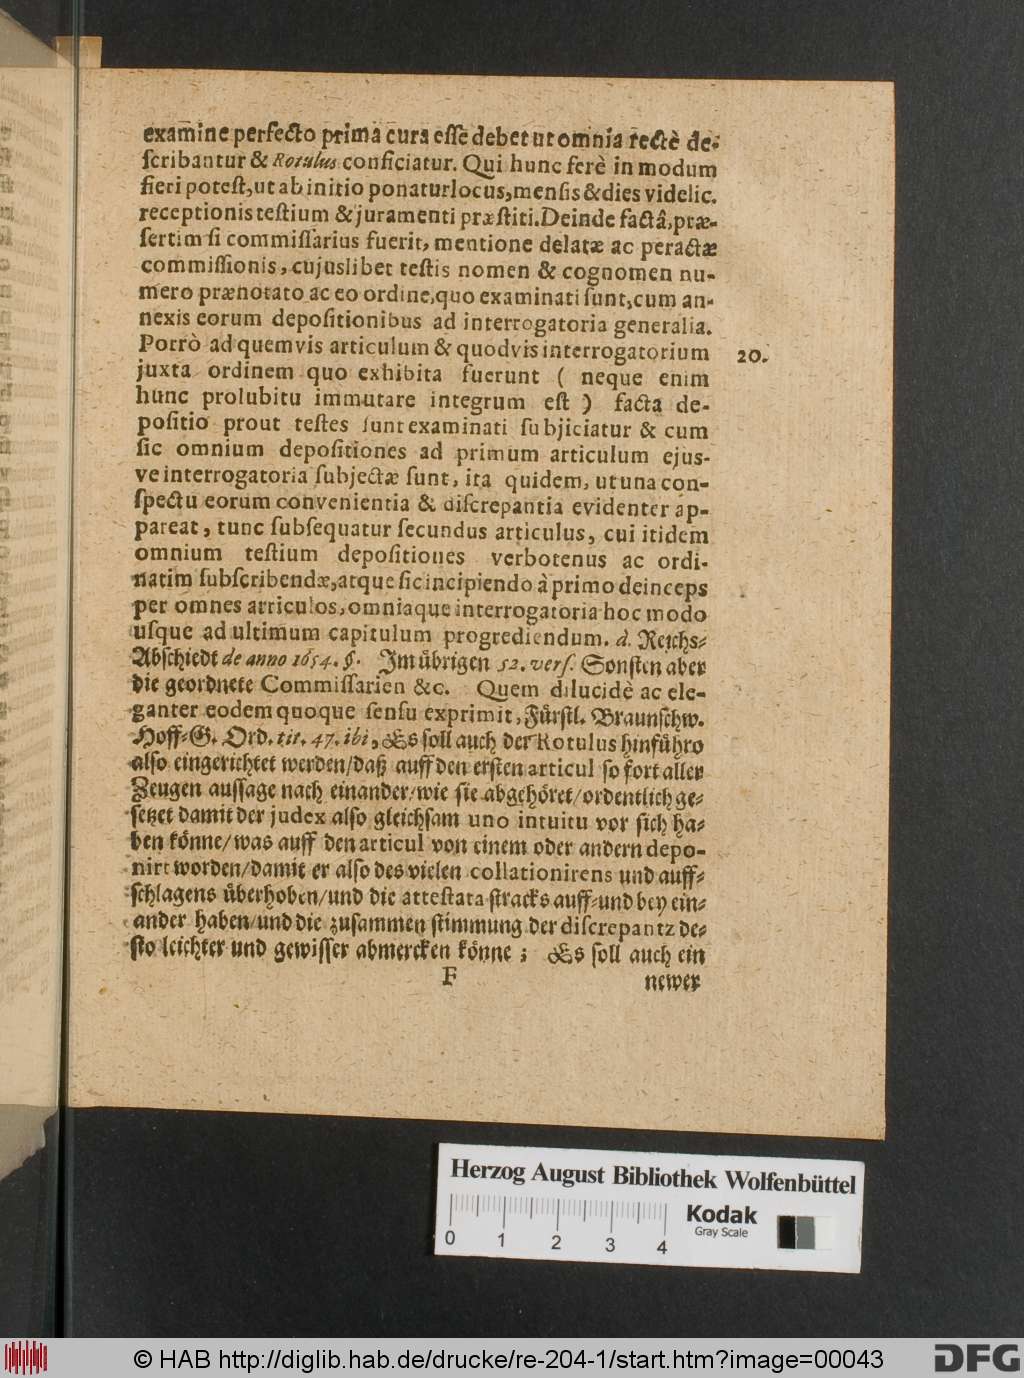 examine perfecto prima cura esse debet ut omnia rectè de-
scribantur & Rotulus conficiatur. Qui hunc ferè in modum
fieri potest, ut ab initio ponatur locus, mensis & dies videlic.
receptionis testium & juramenti præstiti. Deinde factâ, præ-
sertim si commissarius fuerit, mentione delatæ ac peractæ
commissionis, cujuslibet testis nomen & cognomen nu-
mero prænotato ac eo ordine, quo examinati sunt, cum an-
nexis eorum depositionibus ad interrogatoria generalia.
Porrò ad quemvis articulum & quodvis interrogatorium
20.
juxta ordinem quo exhibita fuerunt ( neque enim
hunc prolubitu immutare integrum est ) facta de-
positio prout testes sunt examinati subjiciatur & cum
sic omnium depositiones ad primum articulum ejus-
ve interrogatoria subjectæ sunt, ita quidem, ut una con-
spectu eorum convenientia & discrepantia evidenter ap-
pareat, tunc subsequatur secundus articulus, cui itidem
omnium testium depositiones verbotenus ac ordi-
natim subscribendæ, atque sic incipiendo à primo deinceps
per omnes articulos, omniaque interrogatoria hoc modo
usque ad ultimum capitulum progrediendum. d. Reichs-
Abschiedt de anno 1654. §. Im übrigen 52. vers. Sonsten aber
die geordnete Commissarien &c. Quem dilucidè ac ele-
ganter eodem quoque sensu exprimit, Fürstl. Braunschw.
Hoff-G. Ord. tit. 47. ibi, Es soll auch der Rotulus hinführo
also eingerichtet werden/daß auff den ersten articul so fort aller
Zeugen aussage nach einander/wie sie abgehöret/ordentlich ge-
setzet damit der judex also gleichsam uno intuitu vor sich ha-
ben könne/was auff den articul von einem oder andern depo-
nirt worden/damit er also des vielen collationirens und auff-
schlagens überhoben/und die attestata stracks auff-und bey ein-
ander haben/und die zusammen stimmung der discrepantz de-
sto leichter und gewisser abmercken könne ; Es soll auch ein
F
newer
Herzog August Bibliothek Wolfenbüttel
0 1 2 3 4
Kodak
Gray Scale
© HAB http://diglib.hab.de/drucke/re-204-1/start.htm?image=00043
DFG